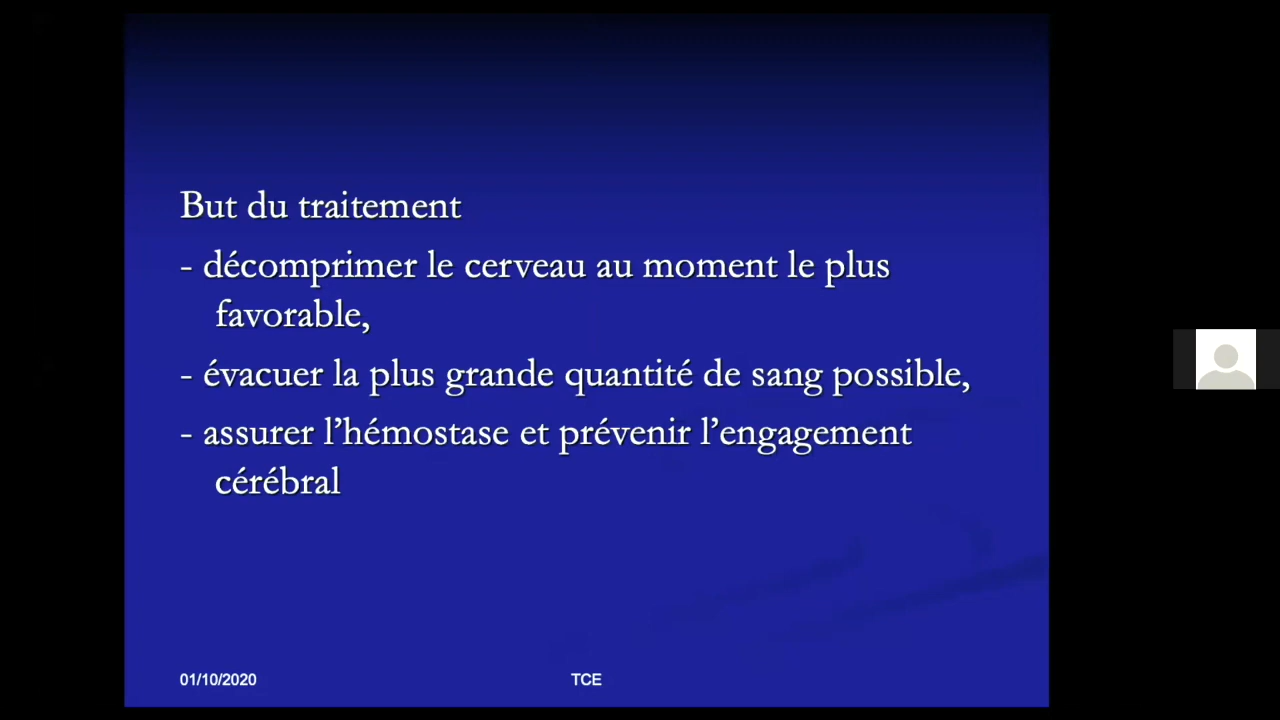 But du traitement
- décomprimer le cerveau au moment le plus
favorable,
- évacuer la plus grande quantité de sang possible,
- assurer l’hémostase et prévenir l’engagement
cérébral
01/10/2020
TCE